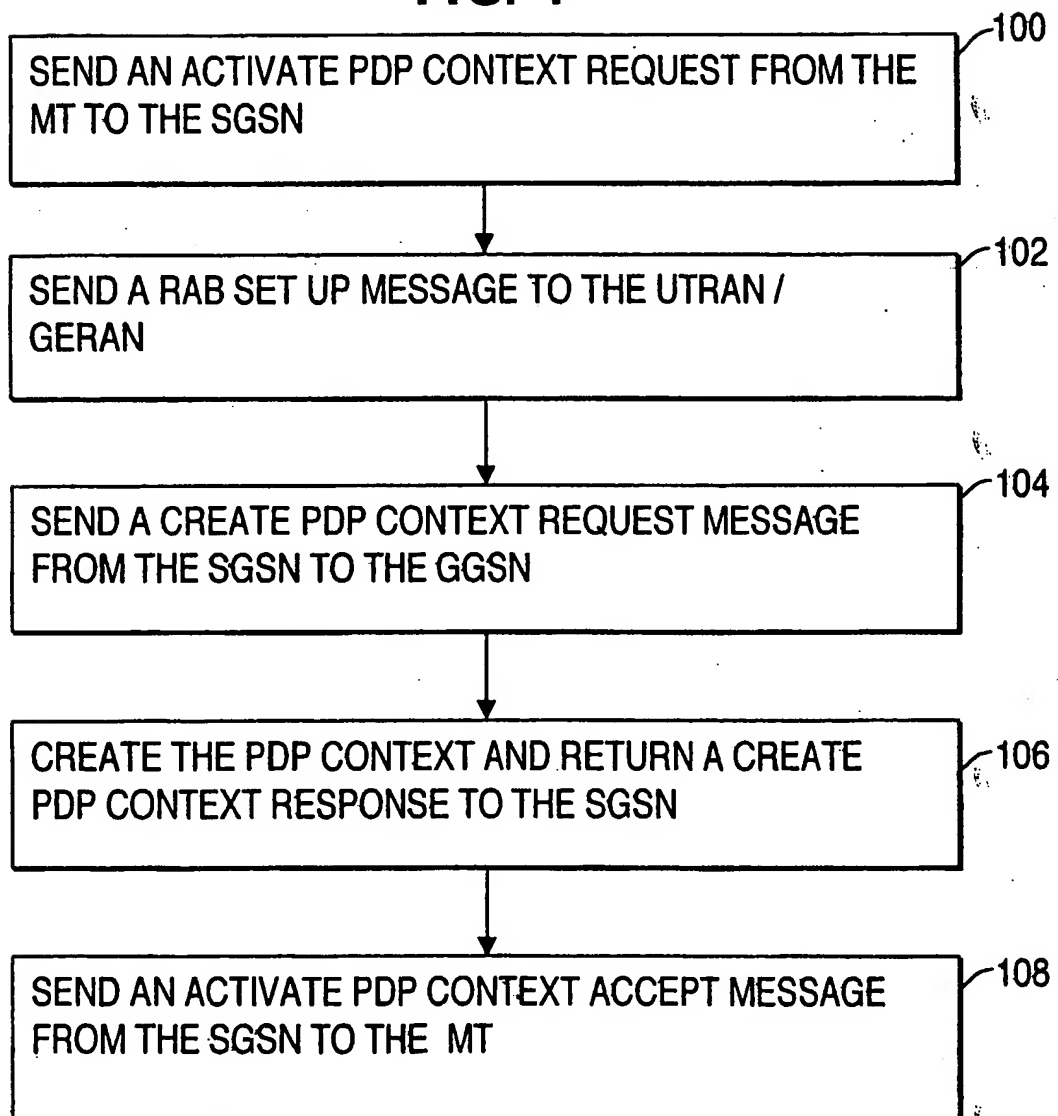 100
SEND AN ACTIVATE PDP CONTEXT REQUEST FROM THE
MT TO THE SGSN
102
SEND A RAB SET UP MESSAGE TO THE UTRAN /
GERAN
104
SEND A CREATE PDP CONTEXT REQUEST MESSAGE
FROM THE SGSN TO THE GGSN
106
CREATE THE PDP CONTEXT AND RETURN A CREATE
PDP CONTEXT RESPONSE TO THE SGSN
108
SEND AN ACTIVATE PDP CONTEXT ACCEPT MESSAGE
FROM THE SGSN TO THE MT